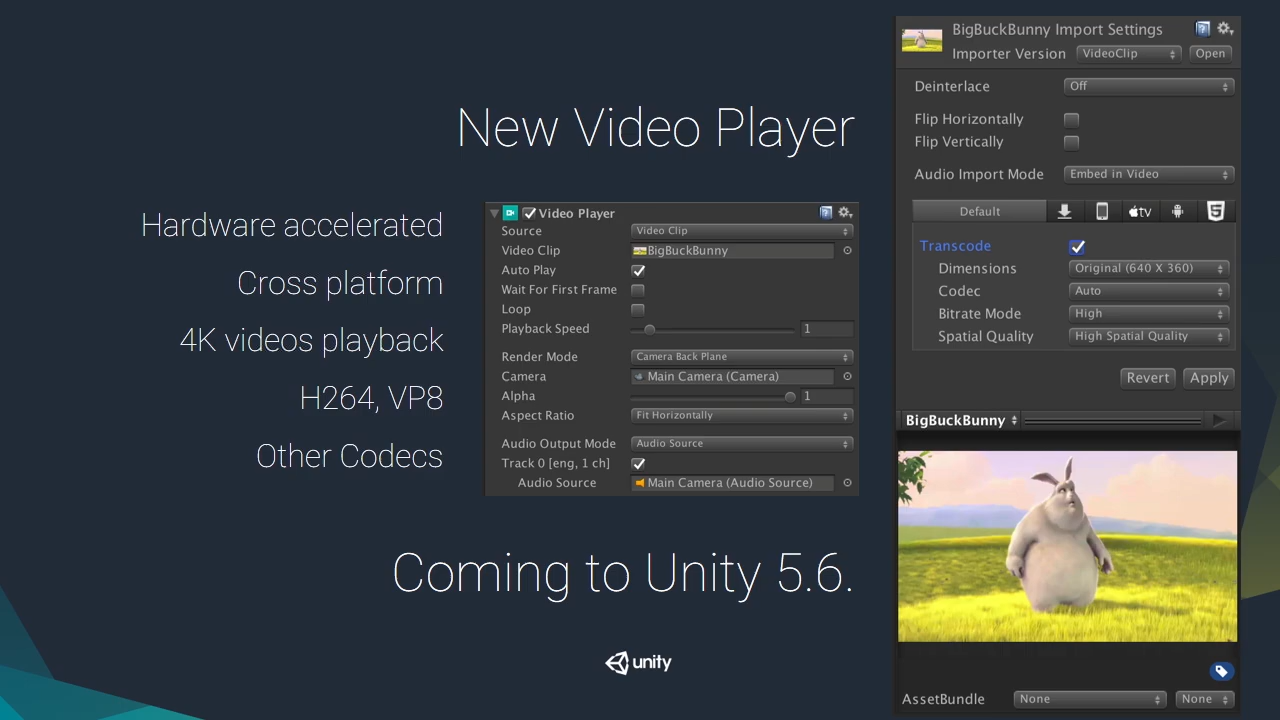 New Video Player
Hardware accelerated
Cross platform
4K videos playback
H264, VP8
Other Codecs
Video Player
Source Video Clip
Video Clip BigBuckBunny
Auto Play
Wait For First Frame
Loop
Playback Speed 1
Render Mode Camera Back Plane
Camera Main Camera (Camera)
Alpha 1
Aspect Ratio Fit Horizontally
Audio Output Mode Audio Source
Track 0 [eng, 1 ch]
Audio Source Main Camera (Audio Source)
Coming to Unity 5.6.
unity
BigBuckBunny Import Settings
Importer Version VideoClip Open
Deinterlace Off
Flip Horizontally
Flip Vertically
Audio Import Mode Embed in Video
Default tv 5
Transcode
Dimensions Original (640 X 360)
Codec Auto
Bitrate Mode High
Spatial Quality High Spatial Quality
Revert Apply
BigBuckBunny
AssetBundle None None